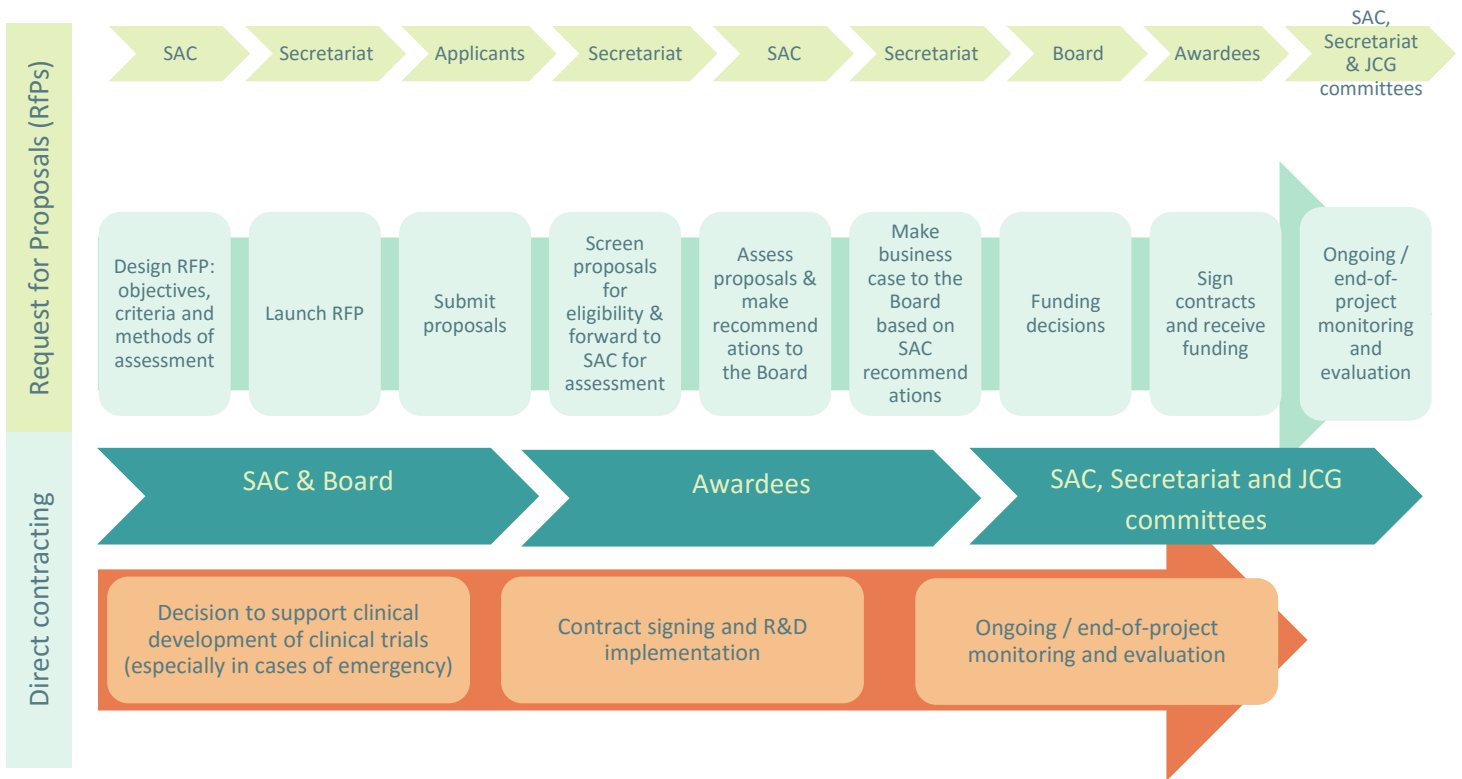 Request for Proposals (RfPs)
SAC
Secretariat
Applicants
Secretariat
SAC
Secretariat
Board
Awardees
SAC,
Secretariat
& JCG
committees
Design RFP:
objectives,
criteria and
methods of
assessment
Launch RFP
Submit
proposals
Screen
proposals
for
eligibility &
forward to
SAC for
assessment
Assess
proposals &
make
recommend
ations to
the Board
Make
business
case to the
Board
based on
SAC
recommend
ations
Funding
decisions
Sign
contracts
and receive
funding
Ongoing /
end-of-
project
monitoring
and
evaluation
Direct contracting
SAC & Board
Awardees
SAC, Secretariat and JCG
committees
Decision to support clinical
development of clinical trials
(especially in cases of emergency)
Contract signing and R&D
implementation
Ongoing / end-of-project
monitoring and evaluation